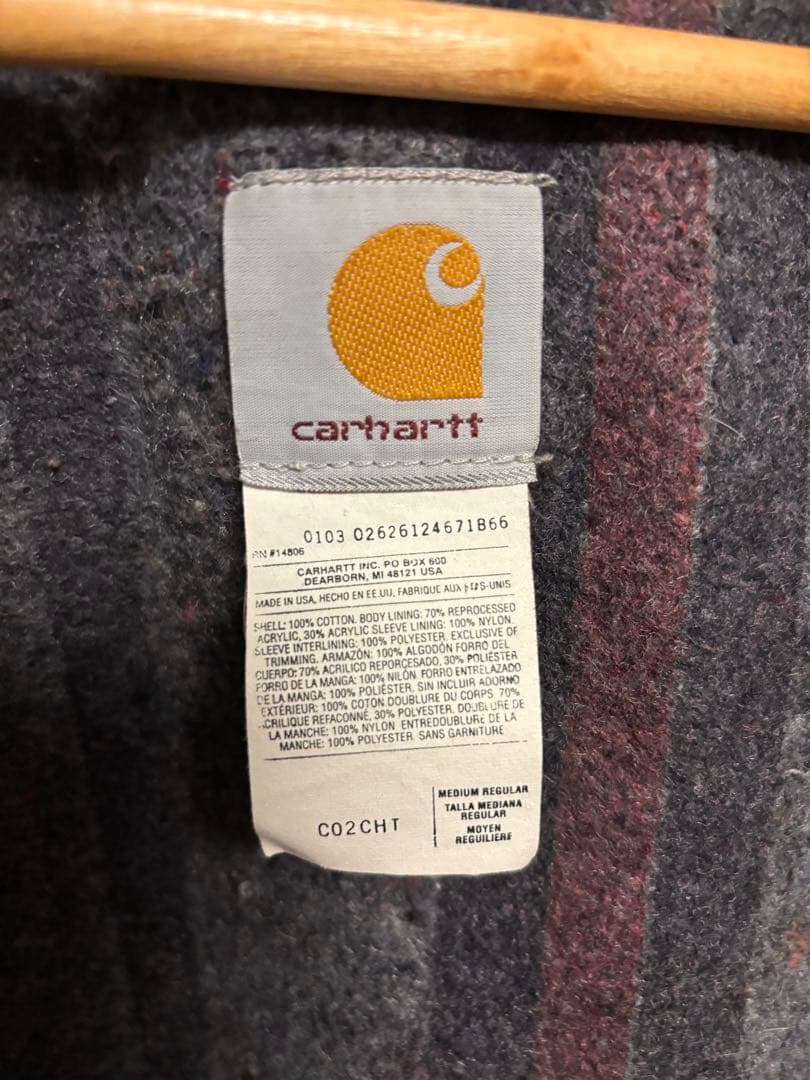 carhartt
0103 02626124671B66
RN #14806
CARHARTT INC. PO BOX 600
DEARBORN, MI 48121 USA
MADE IN USA, HECHO EN EE.UU, FABRIQUE AUX ÉTATS-UNIS
SHELL: 100% COTTON. BODY LINING: 70% REPROCESSED
ACRYLIC, 30% ACRYLIC SLEEVE LINING: 100% NYLON.
SLEEVE INTERLINING: 100% POLYESTER. EXCLUSIVE OF
TRIMMING. ARMAZÓN: 100% ALGODÓN FORRO DEL
CUERPO: 70% ACRILICO REPORÇESADO, 30% POLIÉSTER
FORRO DE LA MANGA: 100% NILÓN. FORRO ENTRELAZADO
DE LA MANGA: 100% POLIÉSTER. SIN INCLUIR ADORNO
EXTÉRIEUR: 100% COTON DOUBLURE DU CORPS. 70%
ACRILIQUE REFACONNÉ, 30% POLYESTER. DOUBLURE DE
LA MANCHE: 100% NYLON ENTREDOUBLURE DE LA
MANCHE: 100% POLYESTER. SANS GARNITURE
C02CHT
MEDIUM REGULAR
TALLA MEDIANA
REGULAR
MOYEN
REGUILIERE